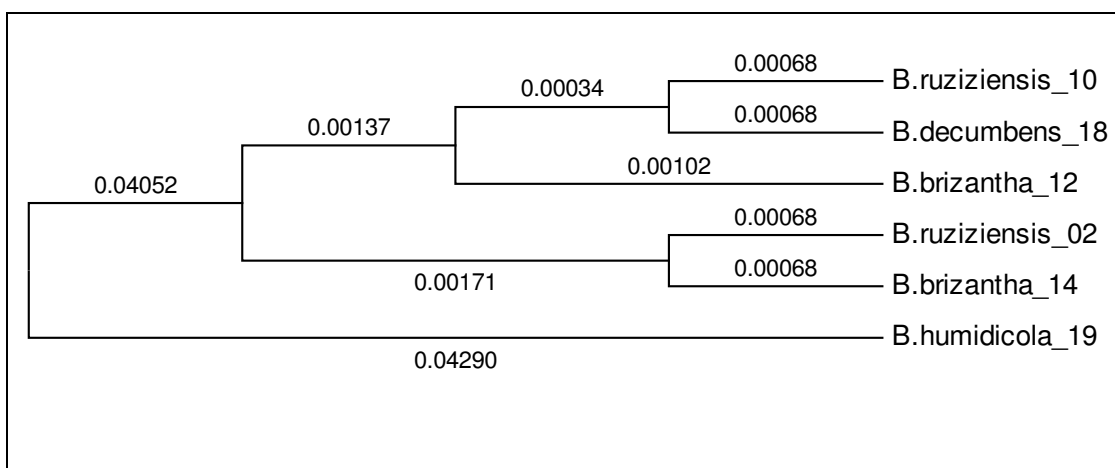 0.00068
B.ruziziensis_10
0.00034
0.00068
B.decumbens_18
0.00137
0.00102
B.brizantha_12
0.04052
0.00068
B.ruziziensis_02
0.00171
0.00068
B.brizantha_14
B.humidicola_19
0.04290